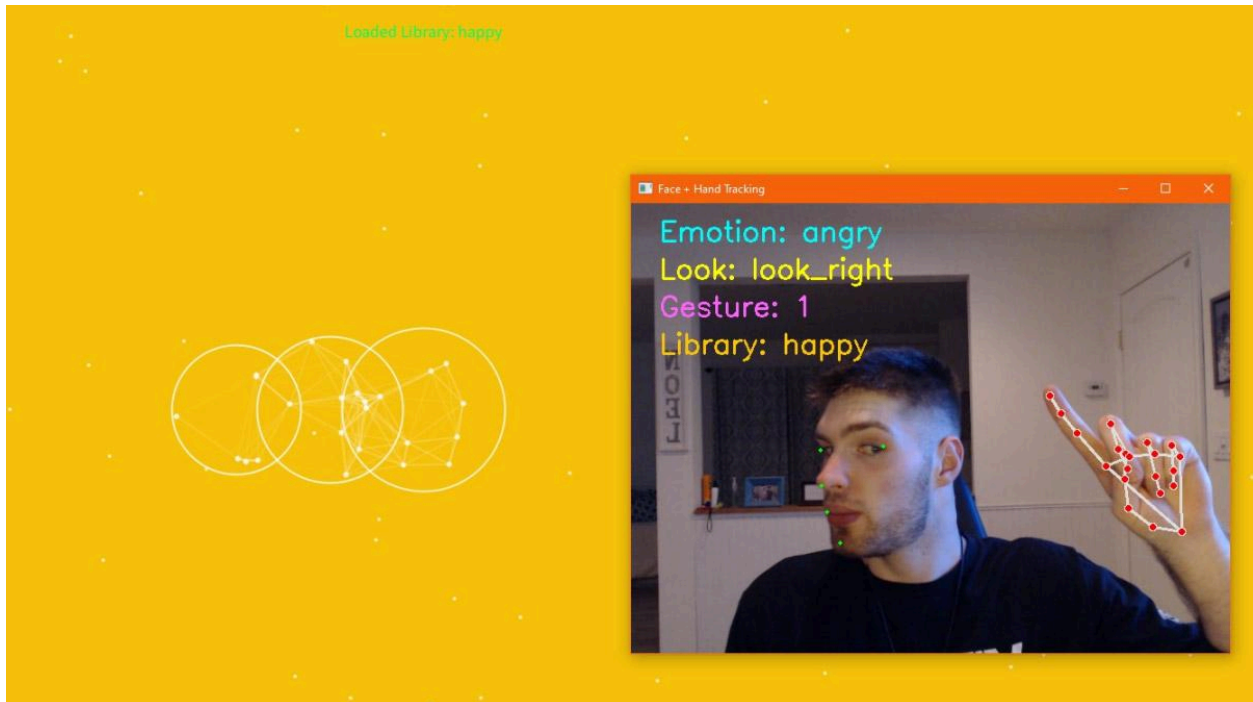 Loaded Library: happy
Face + Hand Tracking
Emotion: angry
Look: look_right
Gesture: 1
Library: happy